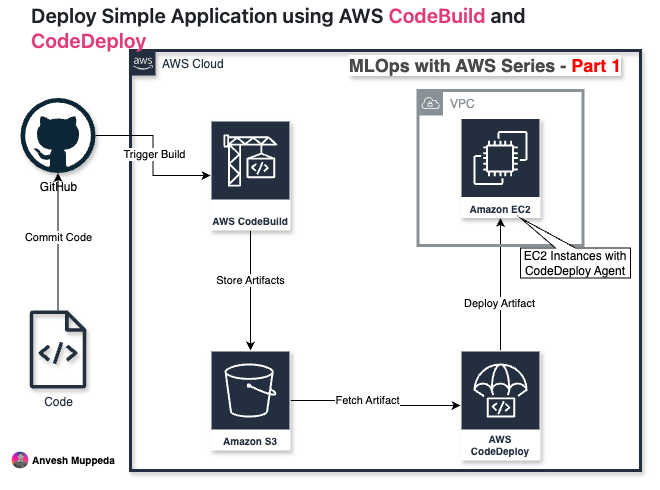 Deploy Simple Application using AWS CodeBuild and
CodeDeploy
aws
AWS Cloud
MLOps with AWS Series - Part 1
VPC
GitHub
Trigger Build
AWS CodeBuild
Amazon EC2
Commit Code
EC2 Instances with
CodeDeploy Agent
Store Artifacts
Deploy Artifact
</>
Code
Amazon S3
Fetch Artifact
</>
AWS
CodeDeploy
Anvesh Muppeda